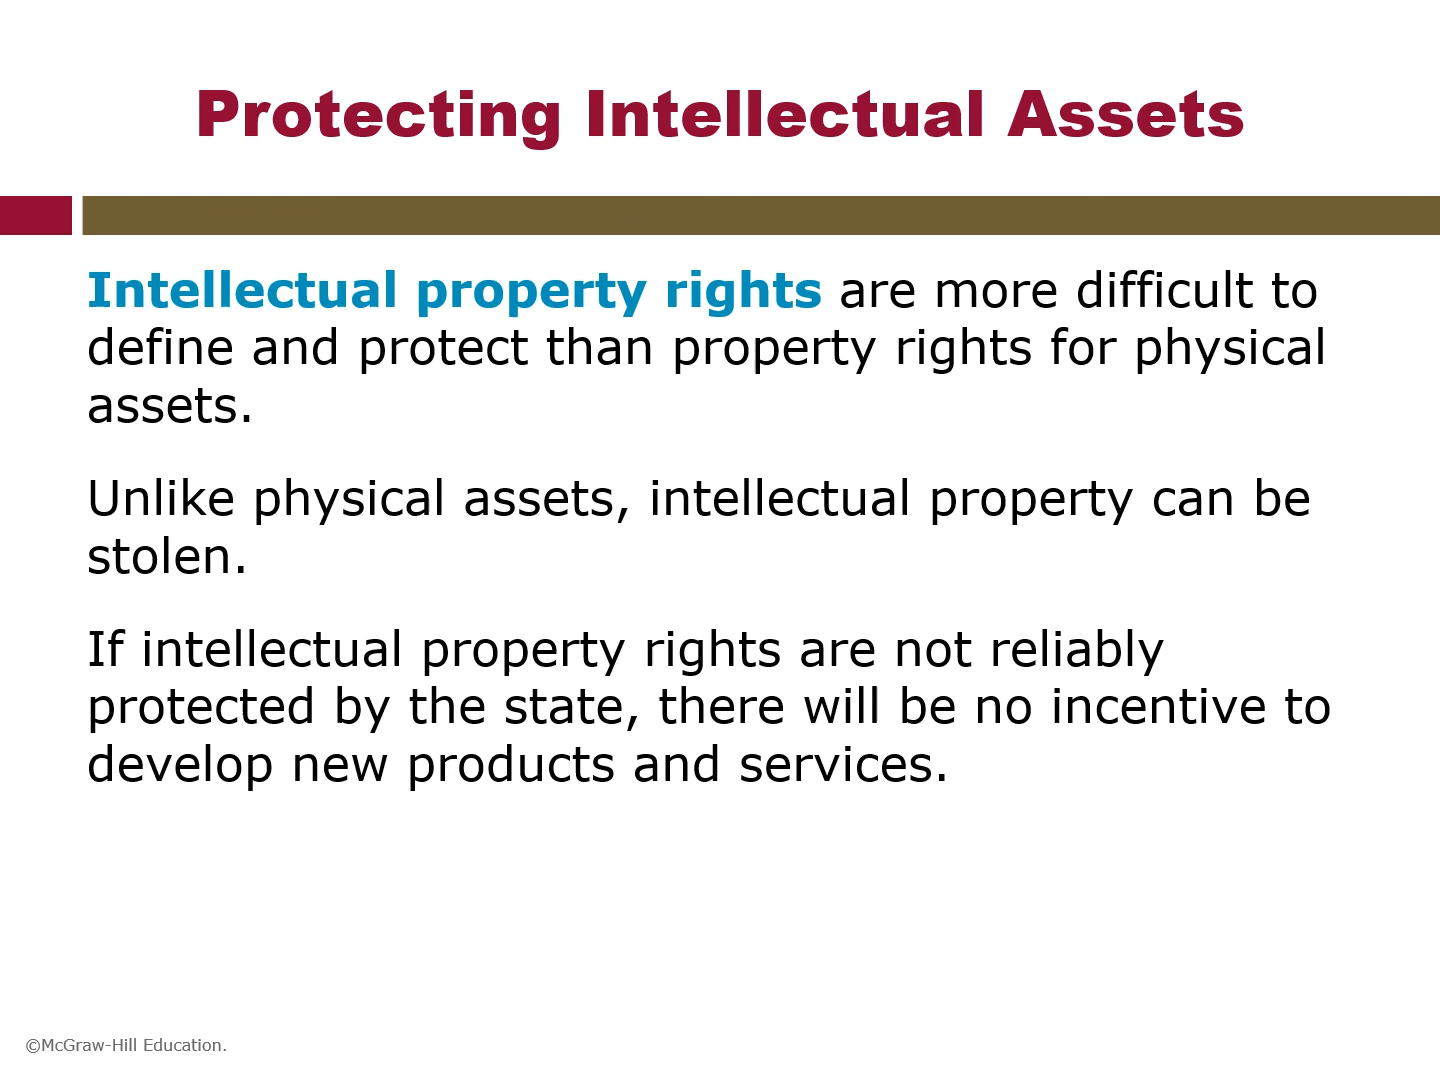 Protecting Intellectual Assets
Intellectual property rights are more difficult to
define and protect than property rights for physical
assets.
Unlike physical assets, intellectual property can be
stolen.
If intellectual property rights are not reliably
protected by the state, there will be no incentive to
develop new products and services.
©McGraw-Hill Education.